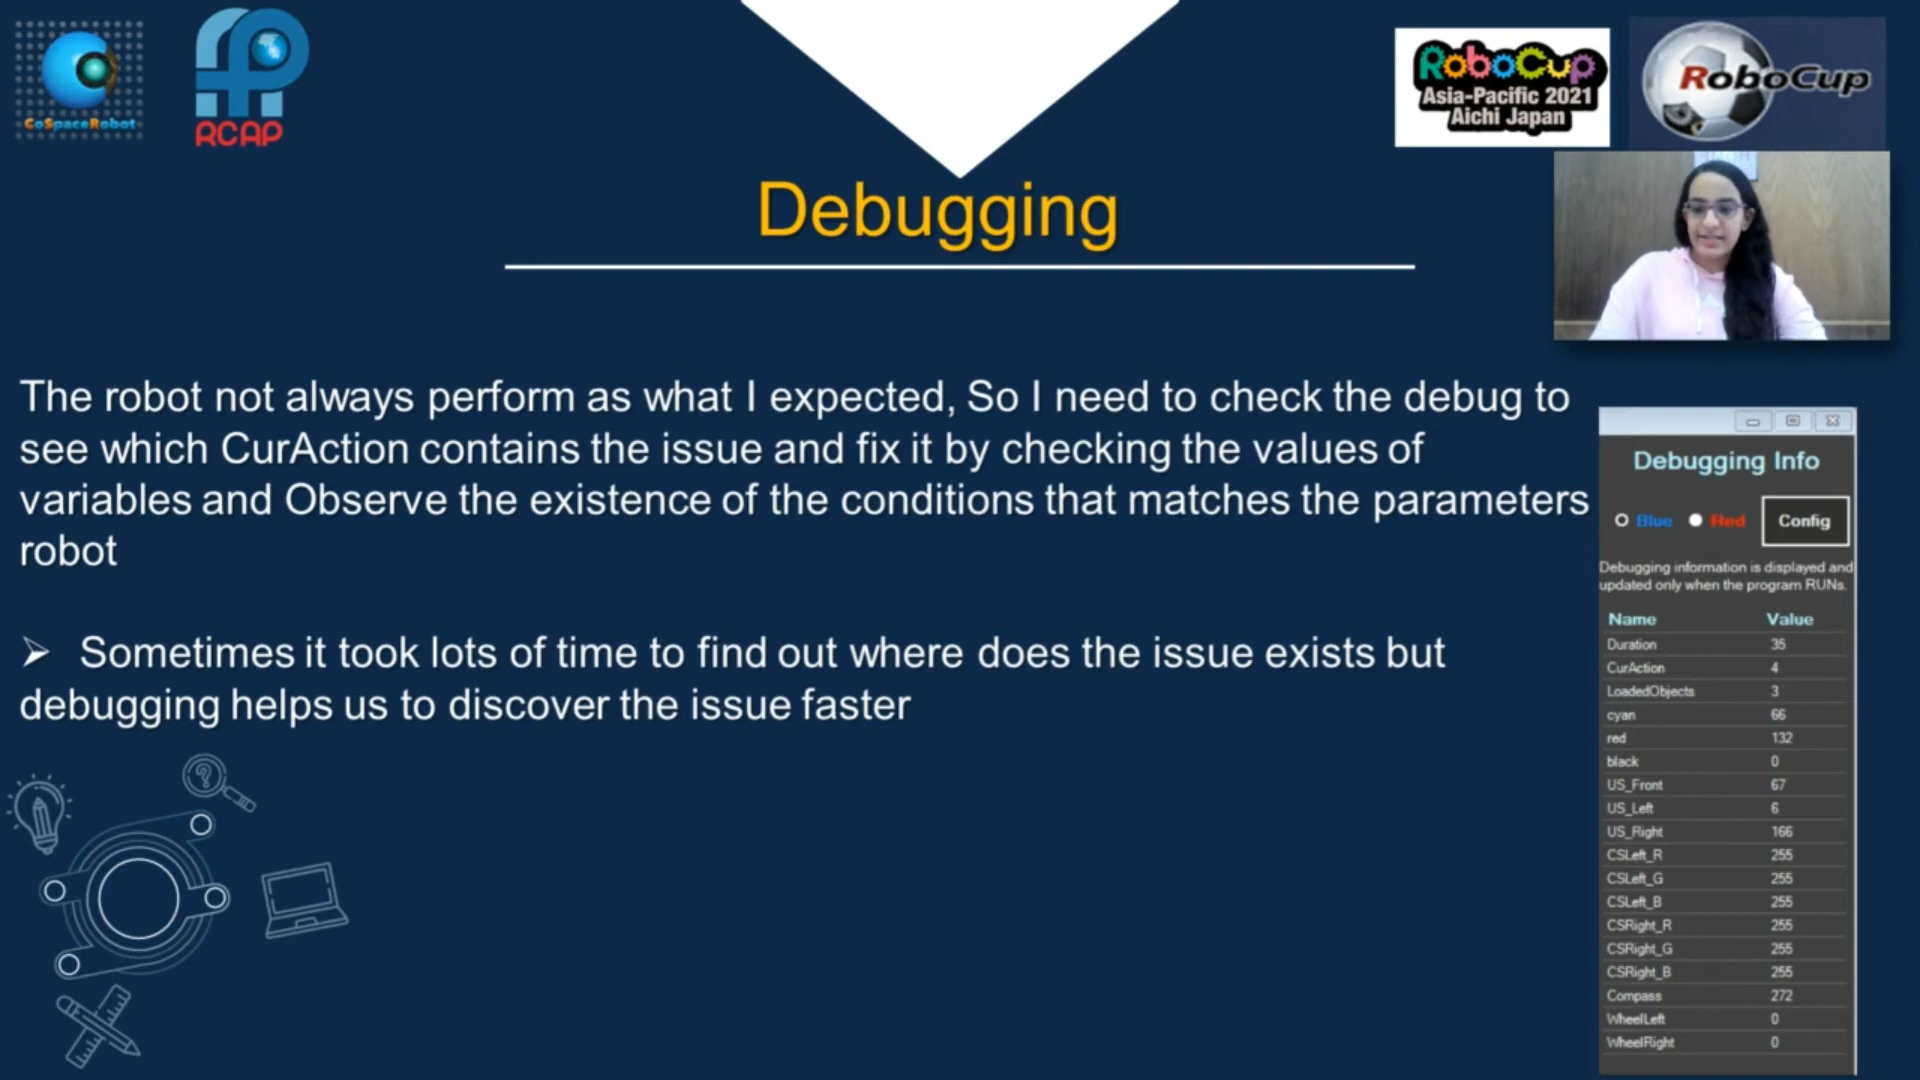 CoSpaceRobot
RCAP
RoboCup
Asia-Pacific 2021
Aichi Japan
RoboCup
Debugging
The robot not always perform as what I expected, So I need to check the debug to
see which CurAction contains the issue and fix it by checking the values of
variables and Observe the existence of the conditions that matches the parameters
robot
➢ Sometimes it took lots of time to find out where does the issue exists but
debugging helps us to discover the issue faster
Debugging Info
Blue Red Config
Debugging information is displayed and
updated only when the program RUNs.
Name Value
Duration 35
CurAction 4
LoadedObjects 3
cyan 66
red 132
black 0
US_Front 67
US_Left 6
US_Right 166
CSLeft_R 255
CSLeft_G 255
CSLeft_B 255
CSRight_R 255
CSRight_G 255
CSRight_B 255
Compass 272
WheelLeft 0
WheelRight 0